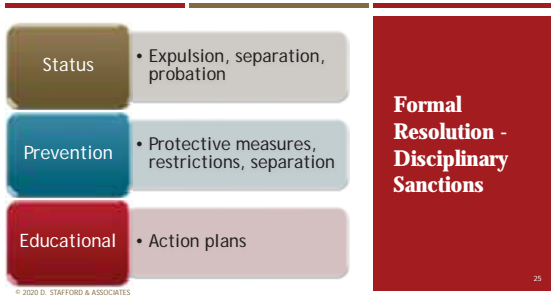 Status
• Expulsion, separation,
probation
Prevention
• Protective measures,
restrictions, separation
Educational
• Action plans
Formal
Resolution -
Disciplinary
Sanctions
25
© 2020 D. STAFFORD & ASSOCIATES